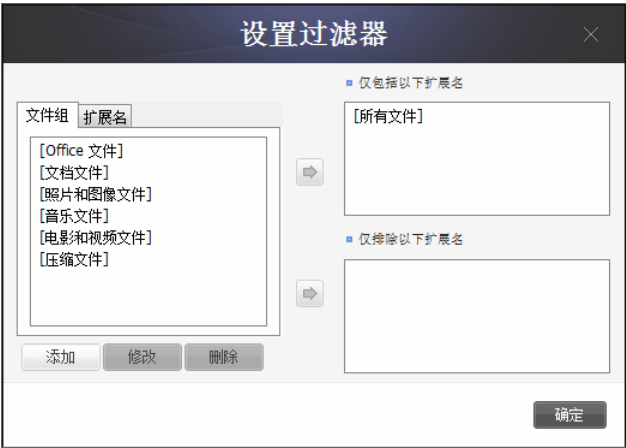 设置过滤器
文件组
扩展名
[Office 文件]
[文档文件]
[照片和图像文件]
[音乐文件]
[电影和视频文件]
[压缩文件]
添加
修改
删除
仅包括以下扩展名
[所有文件]
仅排除以下扩展名
确定